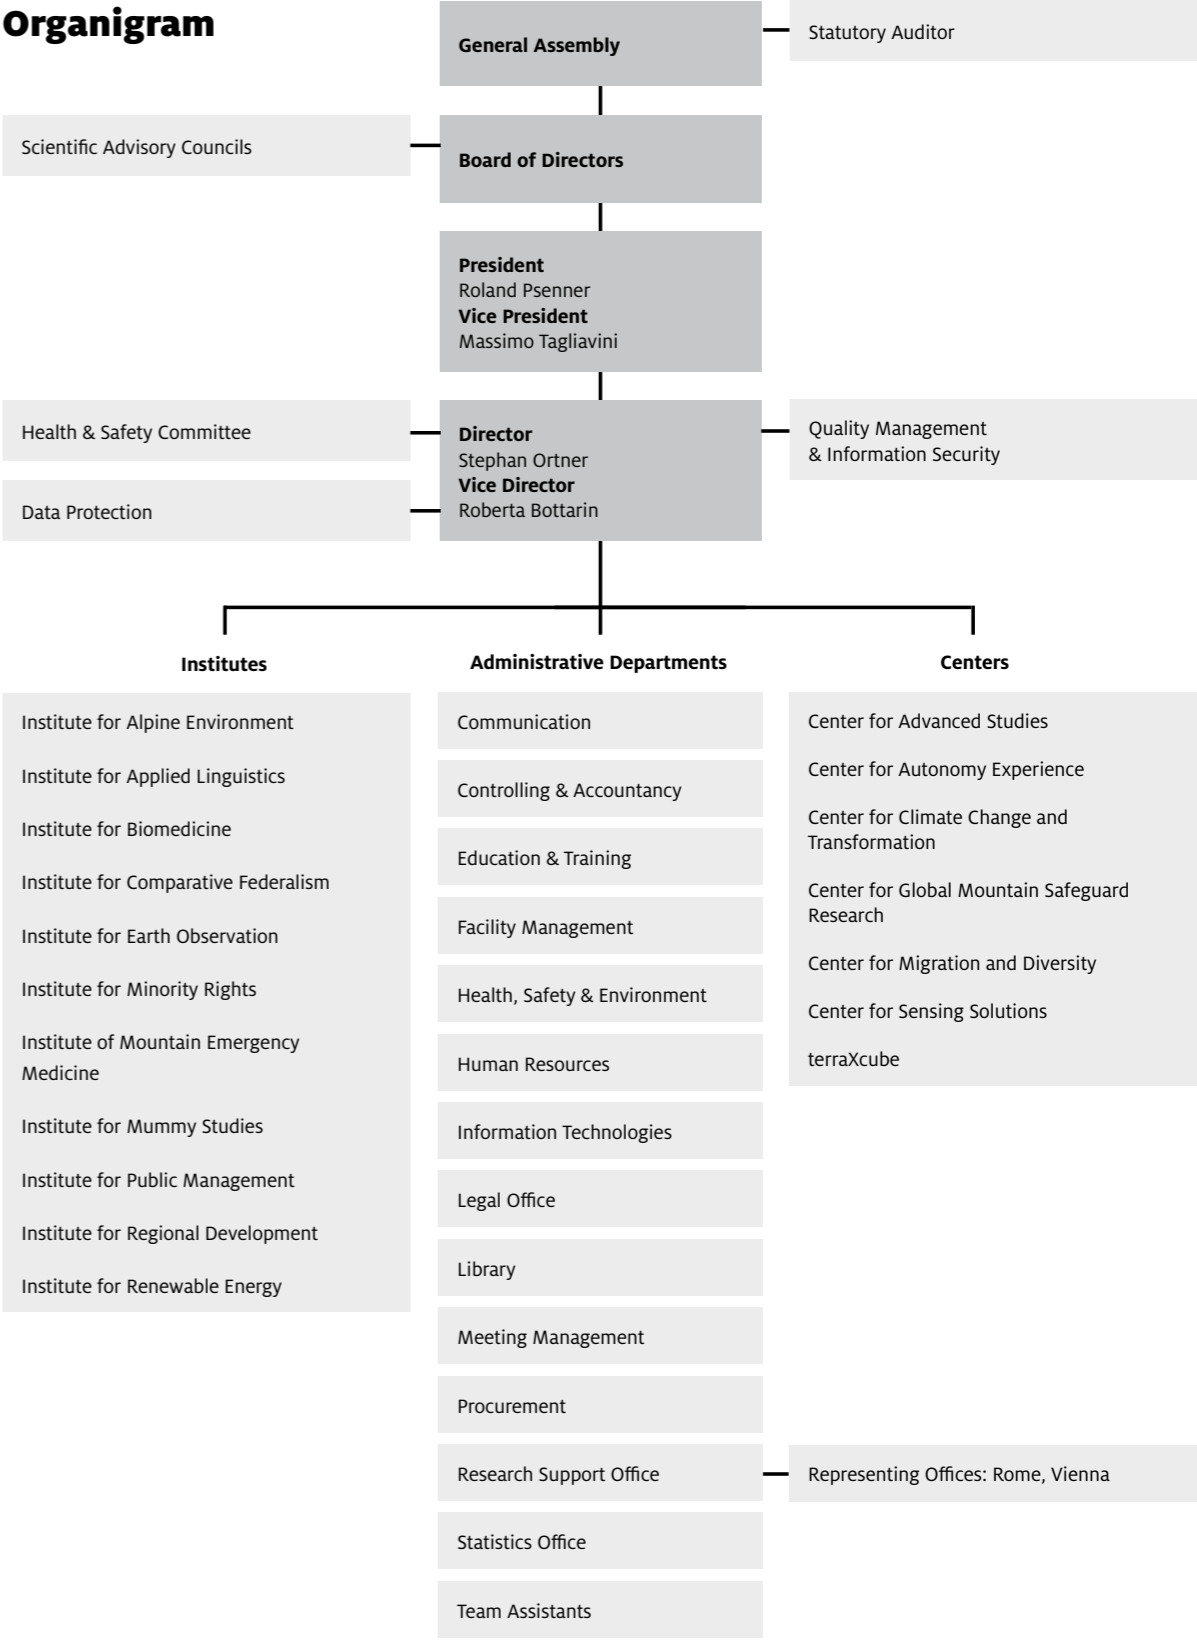 Organigram
General Assembly
Statutory Auditor
Scientific Advisory Councils
Board of Directors
President
Roland Psenner
Vice President
Massimo Tagliavini
Health & Safety Committee
Data Protection
Director
Stephan Ortner
Vice Director
Roberta Bottarin
Quality Management
& Information Security
Institutes
Institute for Alpine Environment
Institute for Applied Linguistics
Institute for Biomedicine
Institute for Comparative Federalism
Institute for Earth Observation
Institute for Minority Rights
Institute of Mountain Emergency
Medicine
Institute for Mummy Studies
Institute for Public Management
Institute for Regional Development
Institute for Renewable Energy
Administrative Departments
Communication
Controlling & Accountancy
Education & Training
Facility Management
Health, Safety & Environment
Human Resources
Information Technologies
Legal Office
Library
Meeting Management
Procurement
Research Support Office
Statistics Office
Team Assistants
Centers
Center for Advanced Studies
Center for Autonomy Experience
Center for Climate Change and
Transformation
Center for Global Mountain Safeguard
Research
Center for Migration and Diversity
Center for Sensing Solutions
terraXcube
Representing Offices: Rome, Vienna